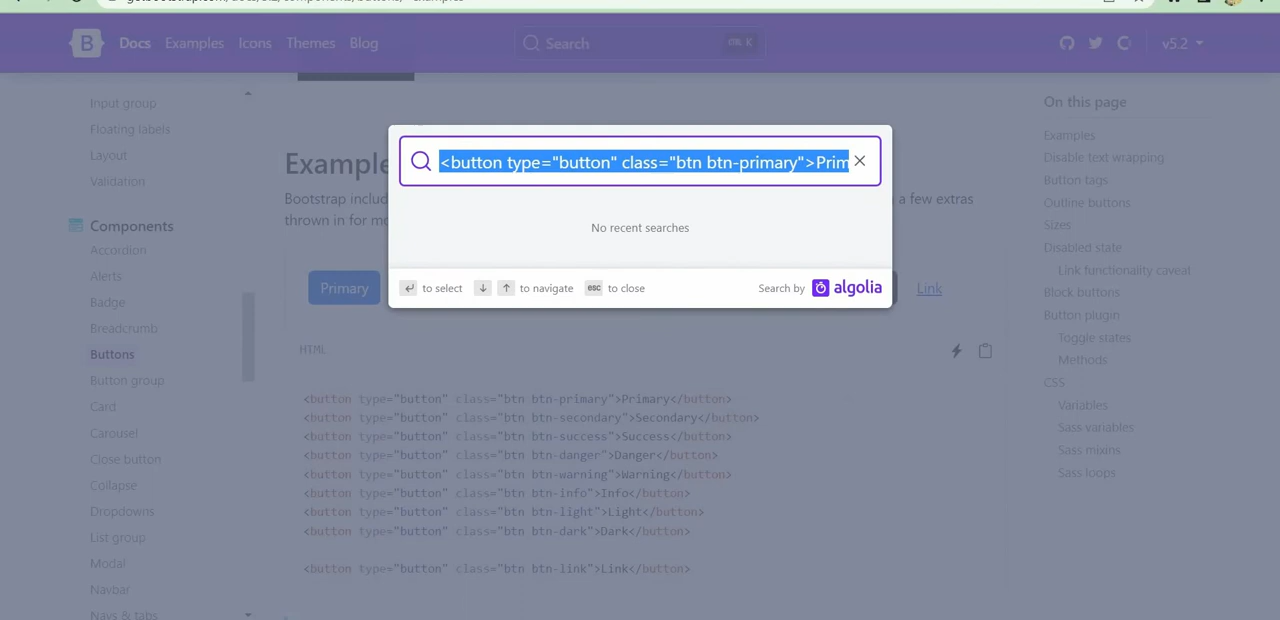 B Docs Examples Icons Themes Blog Search CTRL K v5.2
Input group
Floating labels
Layout
Validation
Components
Accordion
Alerts
Badge
Breadcrumb
Buttons
Button group
Card
Carousel
Close button
Collapse
Dropdowns
List group
Modal
Navbar
Navs & tabs
<button type="button" class="btn btn-primary">Prim
No recent searches
to select to navigate esc to close Search by algolia
Example
Bootstrap includ a few extras
thrown in for mo
Primary Link
HTML
<button type="button" class="btn btn-primary">Primary</button>
<button type="button" class="btn btn-secondary">Secondary</button>
<button type="button" class="btn btn-success">Success</button>
<button type="button" class="btn btn-danger">Danger</button>
<button type="button" class="btn btn-warning">Warning</button>
<button type="button" class="btn btn-info">Info</button>
<button type="button" class="btn btn-light">Light</button>
<button type="button" class="btn btn-dark">Dark</button>
<button type="button" class="btn btn-link">Link</button>
On this page
Examples
Disable text wrapping
Button tags
Outline buttons
Sizes
Disabled state
Link functionality caveat
Block buttons
Button plugin
Toggle states
Methods
CSS
Variables
Sass variables
Sass mixins
Sass loops